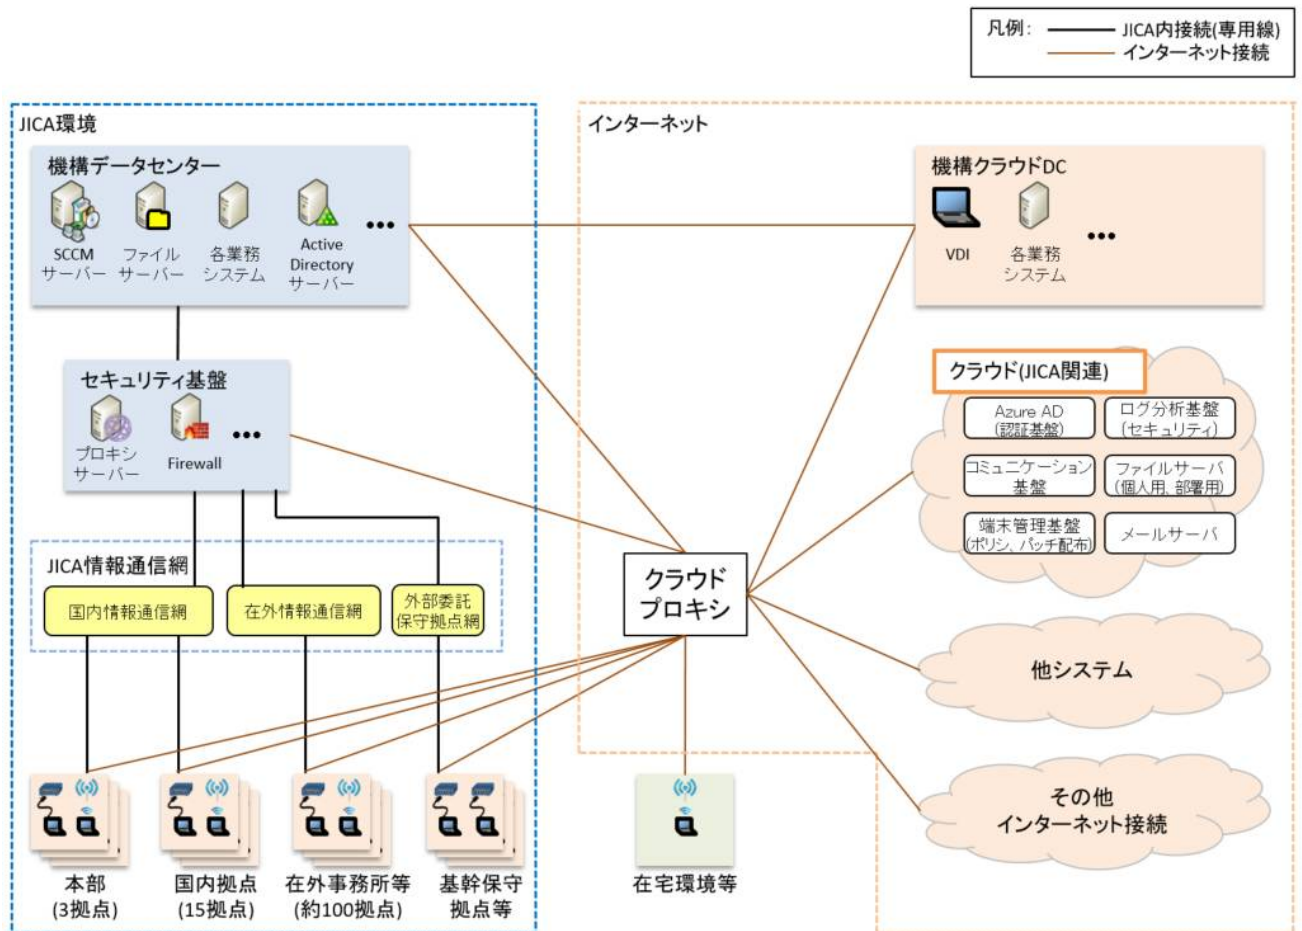 凡例:
JICA内接続(専用線)
インターネット接続
JICA環境
機構データセンター
SCCM
サーバー
ファイル
サーバー
各業務
システム
Active
Directory
サーバー
•••
セキュリティ基盤
プロキシ
サーバー
Firewall
•••
JICA情報通信網
国内情報通信網
在外情報通信網
外部委託
保守拠点網
本部
(3拠点)
国内拠点
(15拠点)
在外事務所等
(約100拠点)
基幹保守
拠点等
インターネット
機構クラウドDC
VDI
各業務
システム
•••
クラウド(JICA関連)
Azure AD
(認証基盤)
ログ分析基盤
(セキュリティ)
コミュニケーション
基盤
ファイルサーバ
(個人用、部署用)
端末管理基盤
(ポリシ、パッチ配布)
メールサーバ
クラウド
プロキシ
他システム
その他
インターネット接続
在宅環境等